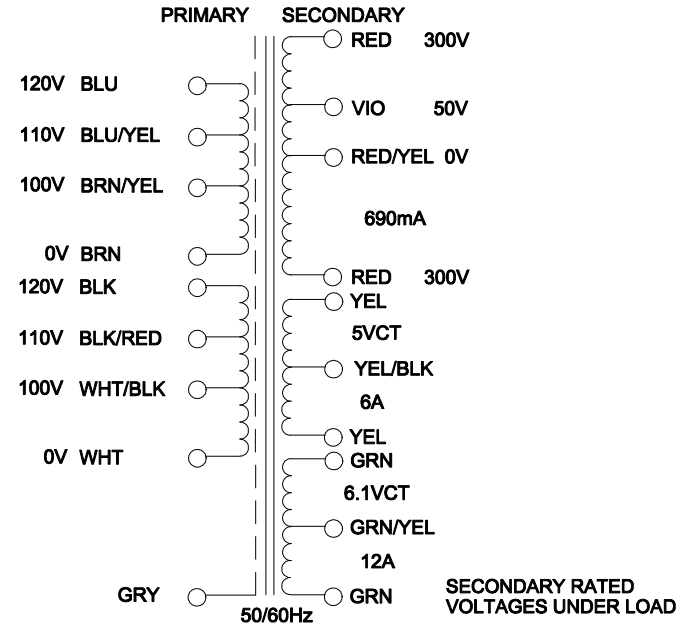 PRIMARY SECONDARY
RED 300V
120V BLU
VIO 50V
110V BLU/YEL
RED/YEL 0V
100V BRN/YEL
690mA
0V BRN
RED 300V
120V BLK
YEL
110V BLK/RED
5VCT
YEL/BLK
100V WHT/BLK
6A
YEL
0V WHT
GRN
6.1VCT
GRN/YEL
12A
GRY
GRN
50/60Hz
SECONDARY RATED
VOLTAGES UNDER LOAD